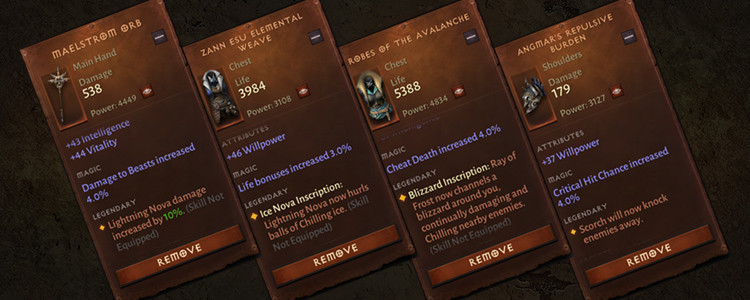 MAELSTROM ORB
Main Hand
Damage
538
Power: 4449
+43 Intelligence
+44 Vitality
MAGIC
Damage to Beasts increased
4.0%
LEGENDARY
Lightning Nova damage
increased by 10%. (Skill Not
Equipped)
REMOVE
ZANN ESU ELEMENTAL
WEAVE
Chest
Life
3984
Power: 3108
ATTRIBUTES
+46 Willpower
MAGIC
Life bonuses increased 3.0%
LEGENDARY
Ice Nova Inscription:
Lightning Nova now hurls
balls of Chilling Ice. (Skill
Not Equipped)
REMOVE
ROBES OF THE AVALANCHE
Chest
Life
5388
Power: 4834
MAGIC
Cheat Death increased 4.0%
LEGENDARY
Blizzard Inscription: Ray of
Frost now channels a
blizzard around you,
continually damaging and
Chilling nearby enemies.
(Skill Not Equipped)
REMOVE
ANGMAR'S REPULSIVE
BURDEN
Shoulders
Damage
179
Power: 3127
ATTRIBUTES
+37 Willpower
MAGIC
Critical Hit Chance increased
4.0%
LEGENDARY
Scorch will now knock
enemies away.
REMOVE